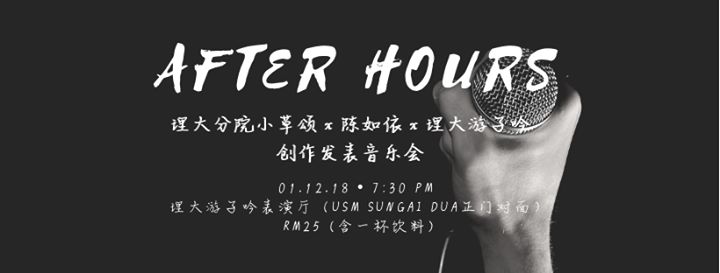 AFTER HOURS
理大分院小草颂 x 陈如依 x 理大游子吟
创作发表音乐会
01.12.18 • 7:30 PM
理大游子吟表演厅 (USM SUNGAI DUA正门对面)
RM25 (含一杯饮料)